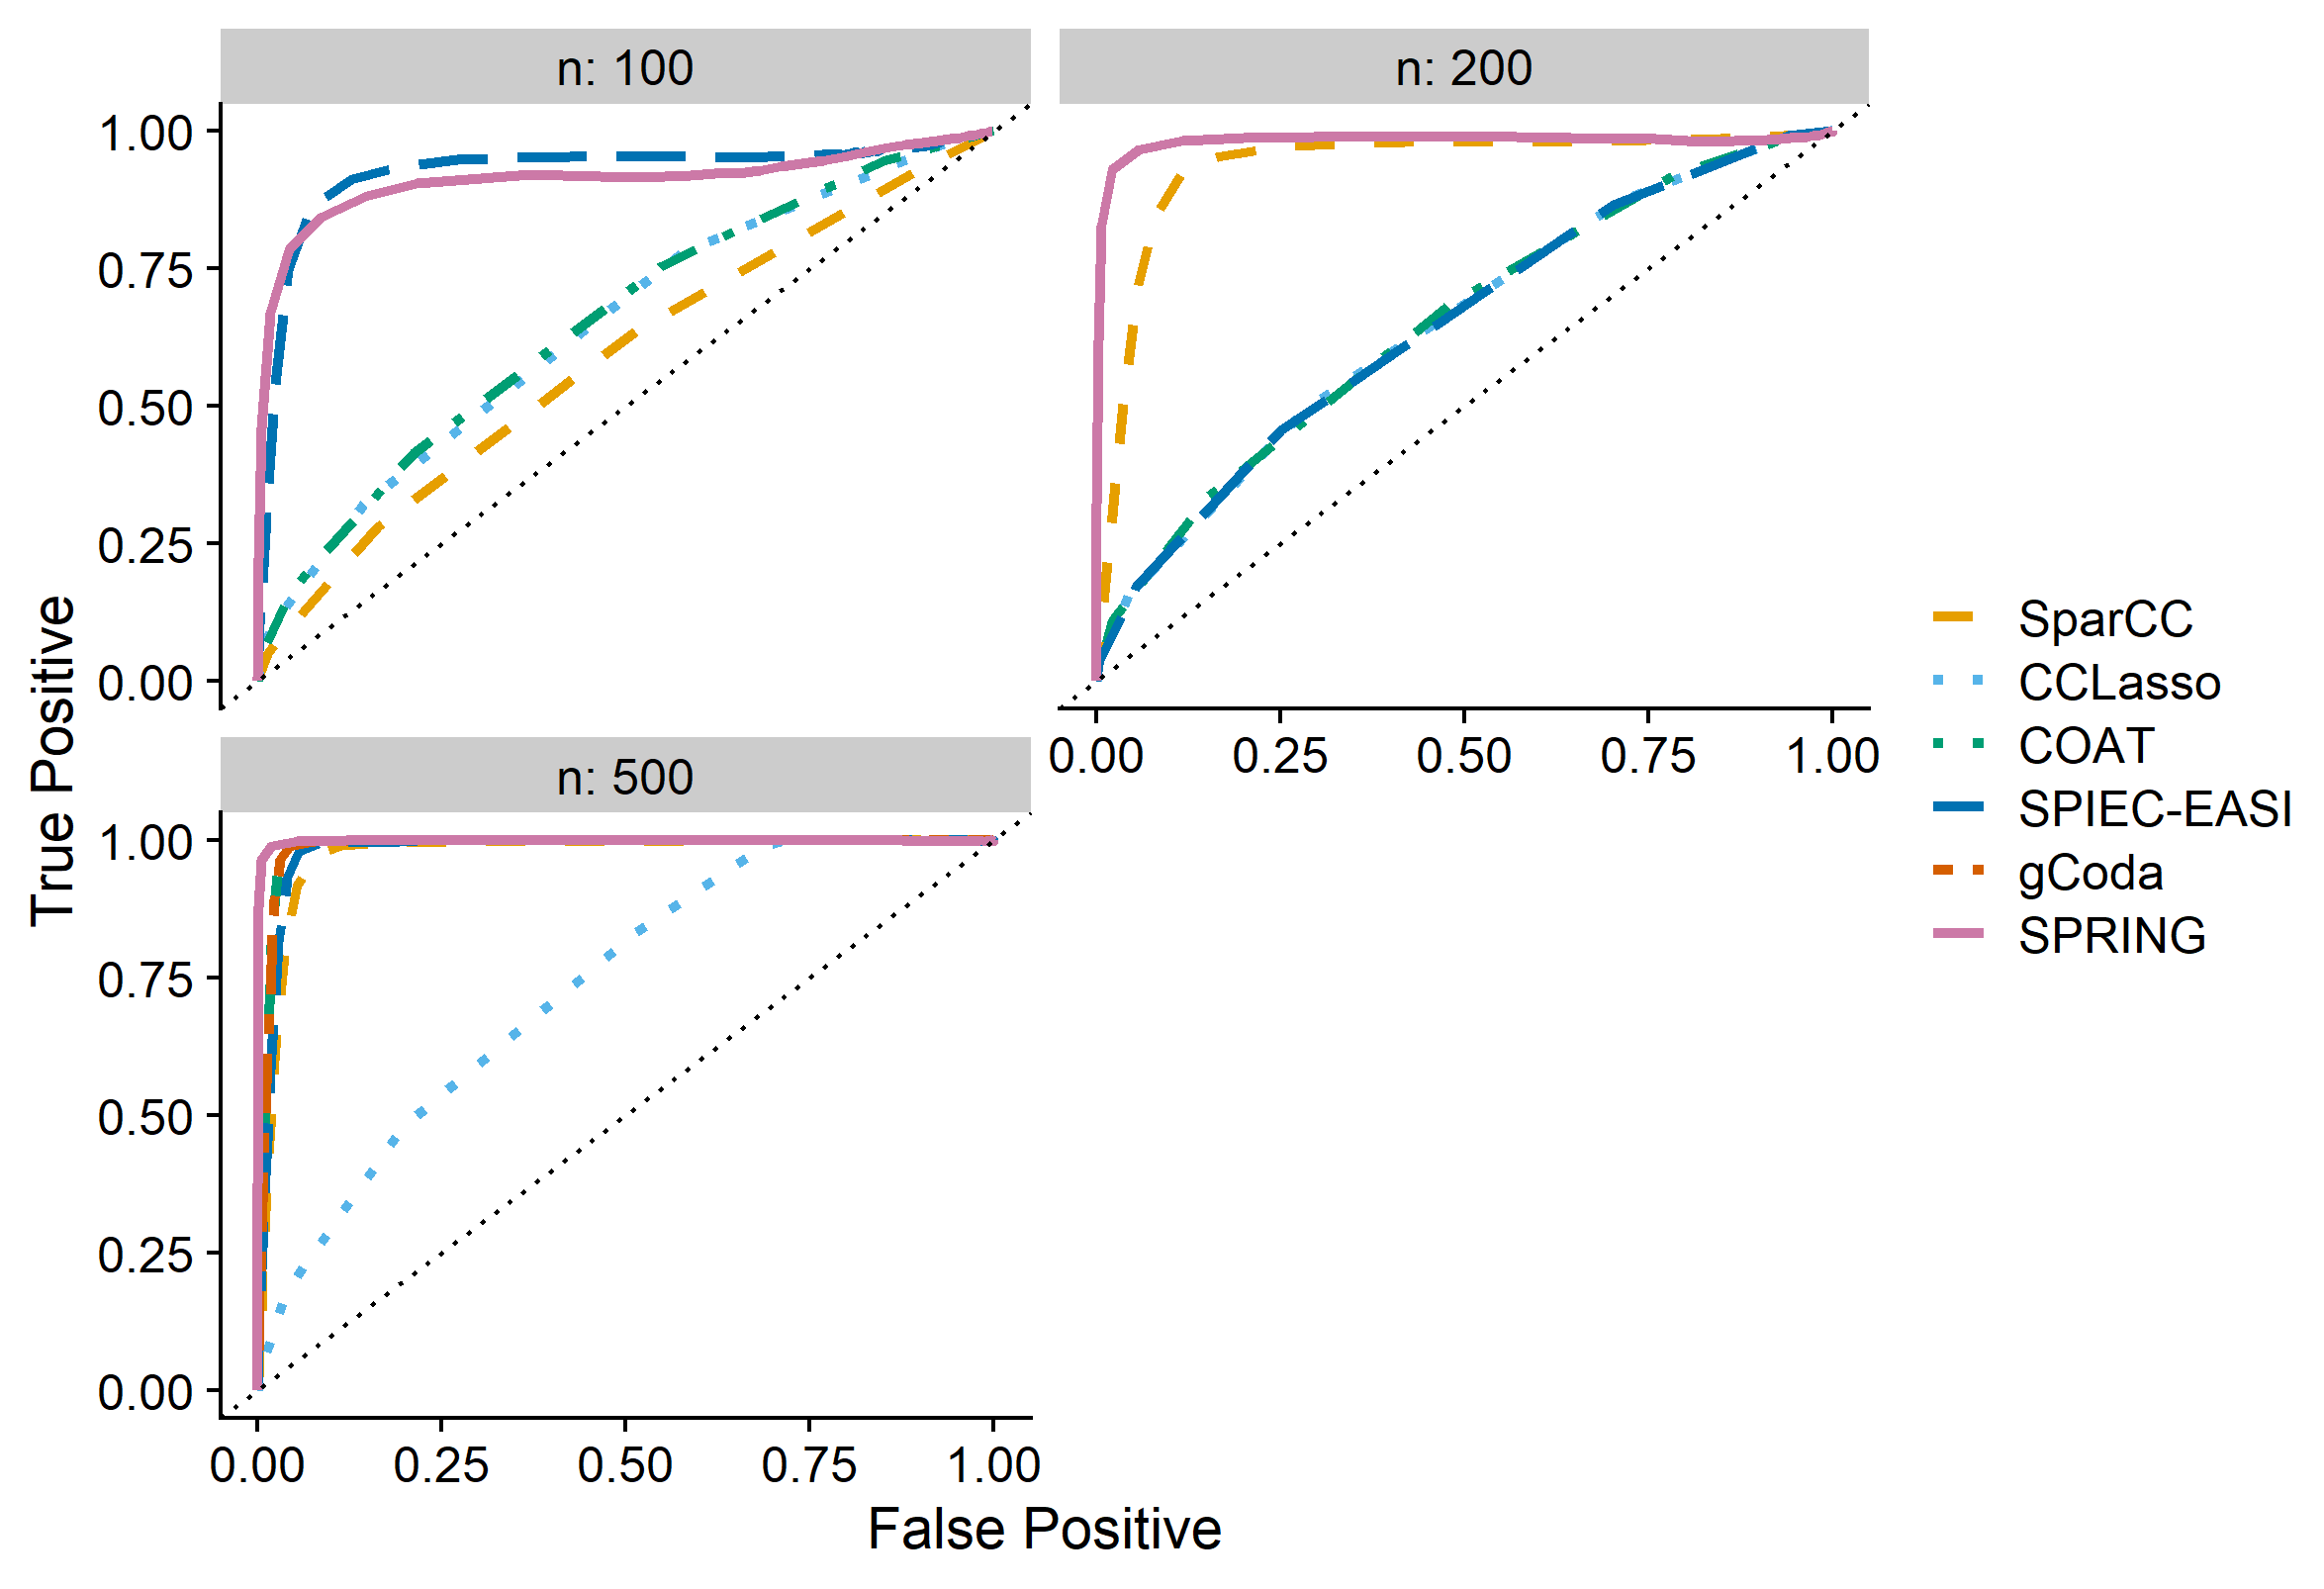 n: 100
n: 200
1.00
0.75
0.50
0.25
0.00
0.00 0.25 0.50 0.75 1.00
n: 500
1.00
0.75
0.50
0.25
0.00
0.00 0.25 0.50 0.75 1.00
True Positive
False Positive
SparCC
CCLasso
COAT
SPIEC-EASI
gCoda
SPRING